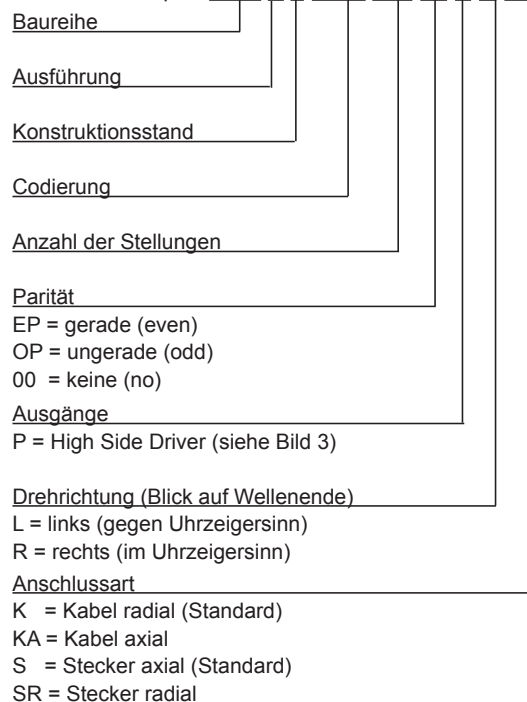 Baureihe
Ausführung
Konstruktionsstand
Codierung
Anzahl der Stellungen
Parität
EP = gerade (even)
OP = ungerade (odd)
00 = keine (no)
Ausgänge
P = High Side Driver (siehe Bild 3)
Drehrichtung (Blick auf Wellenende)
L = links (gegen Uhrzeigersinn)
R = rechts (im Uhrzeigersinn)
Anschlussart
K = Kabel radial (Standard)
KA = Kabel axial
S = Stecker axial (Standard)
SR = Stecker radial